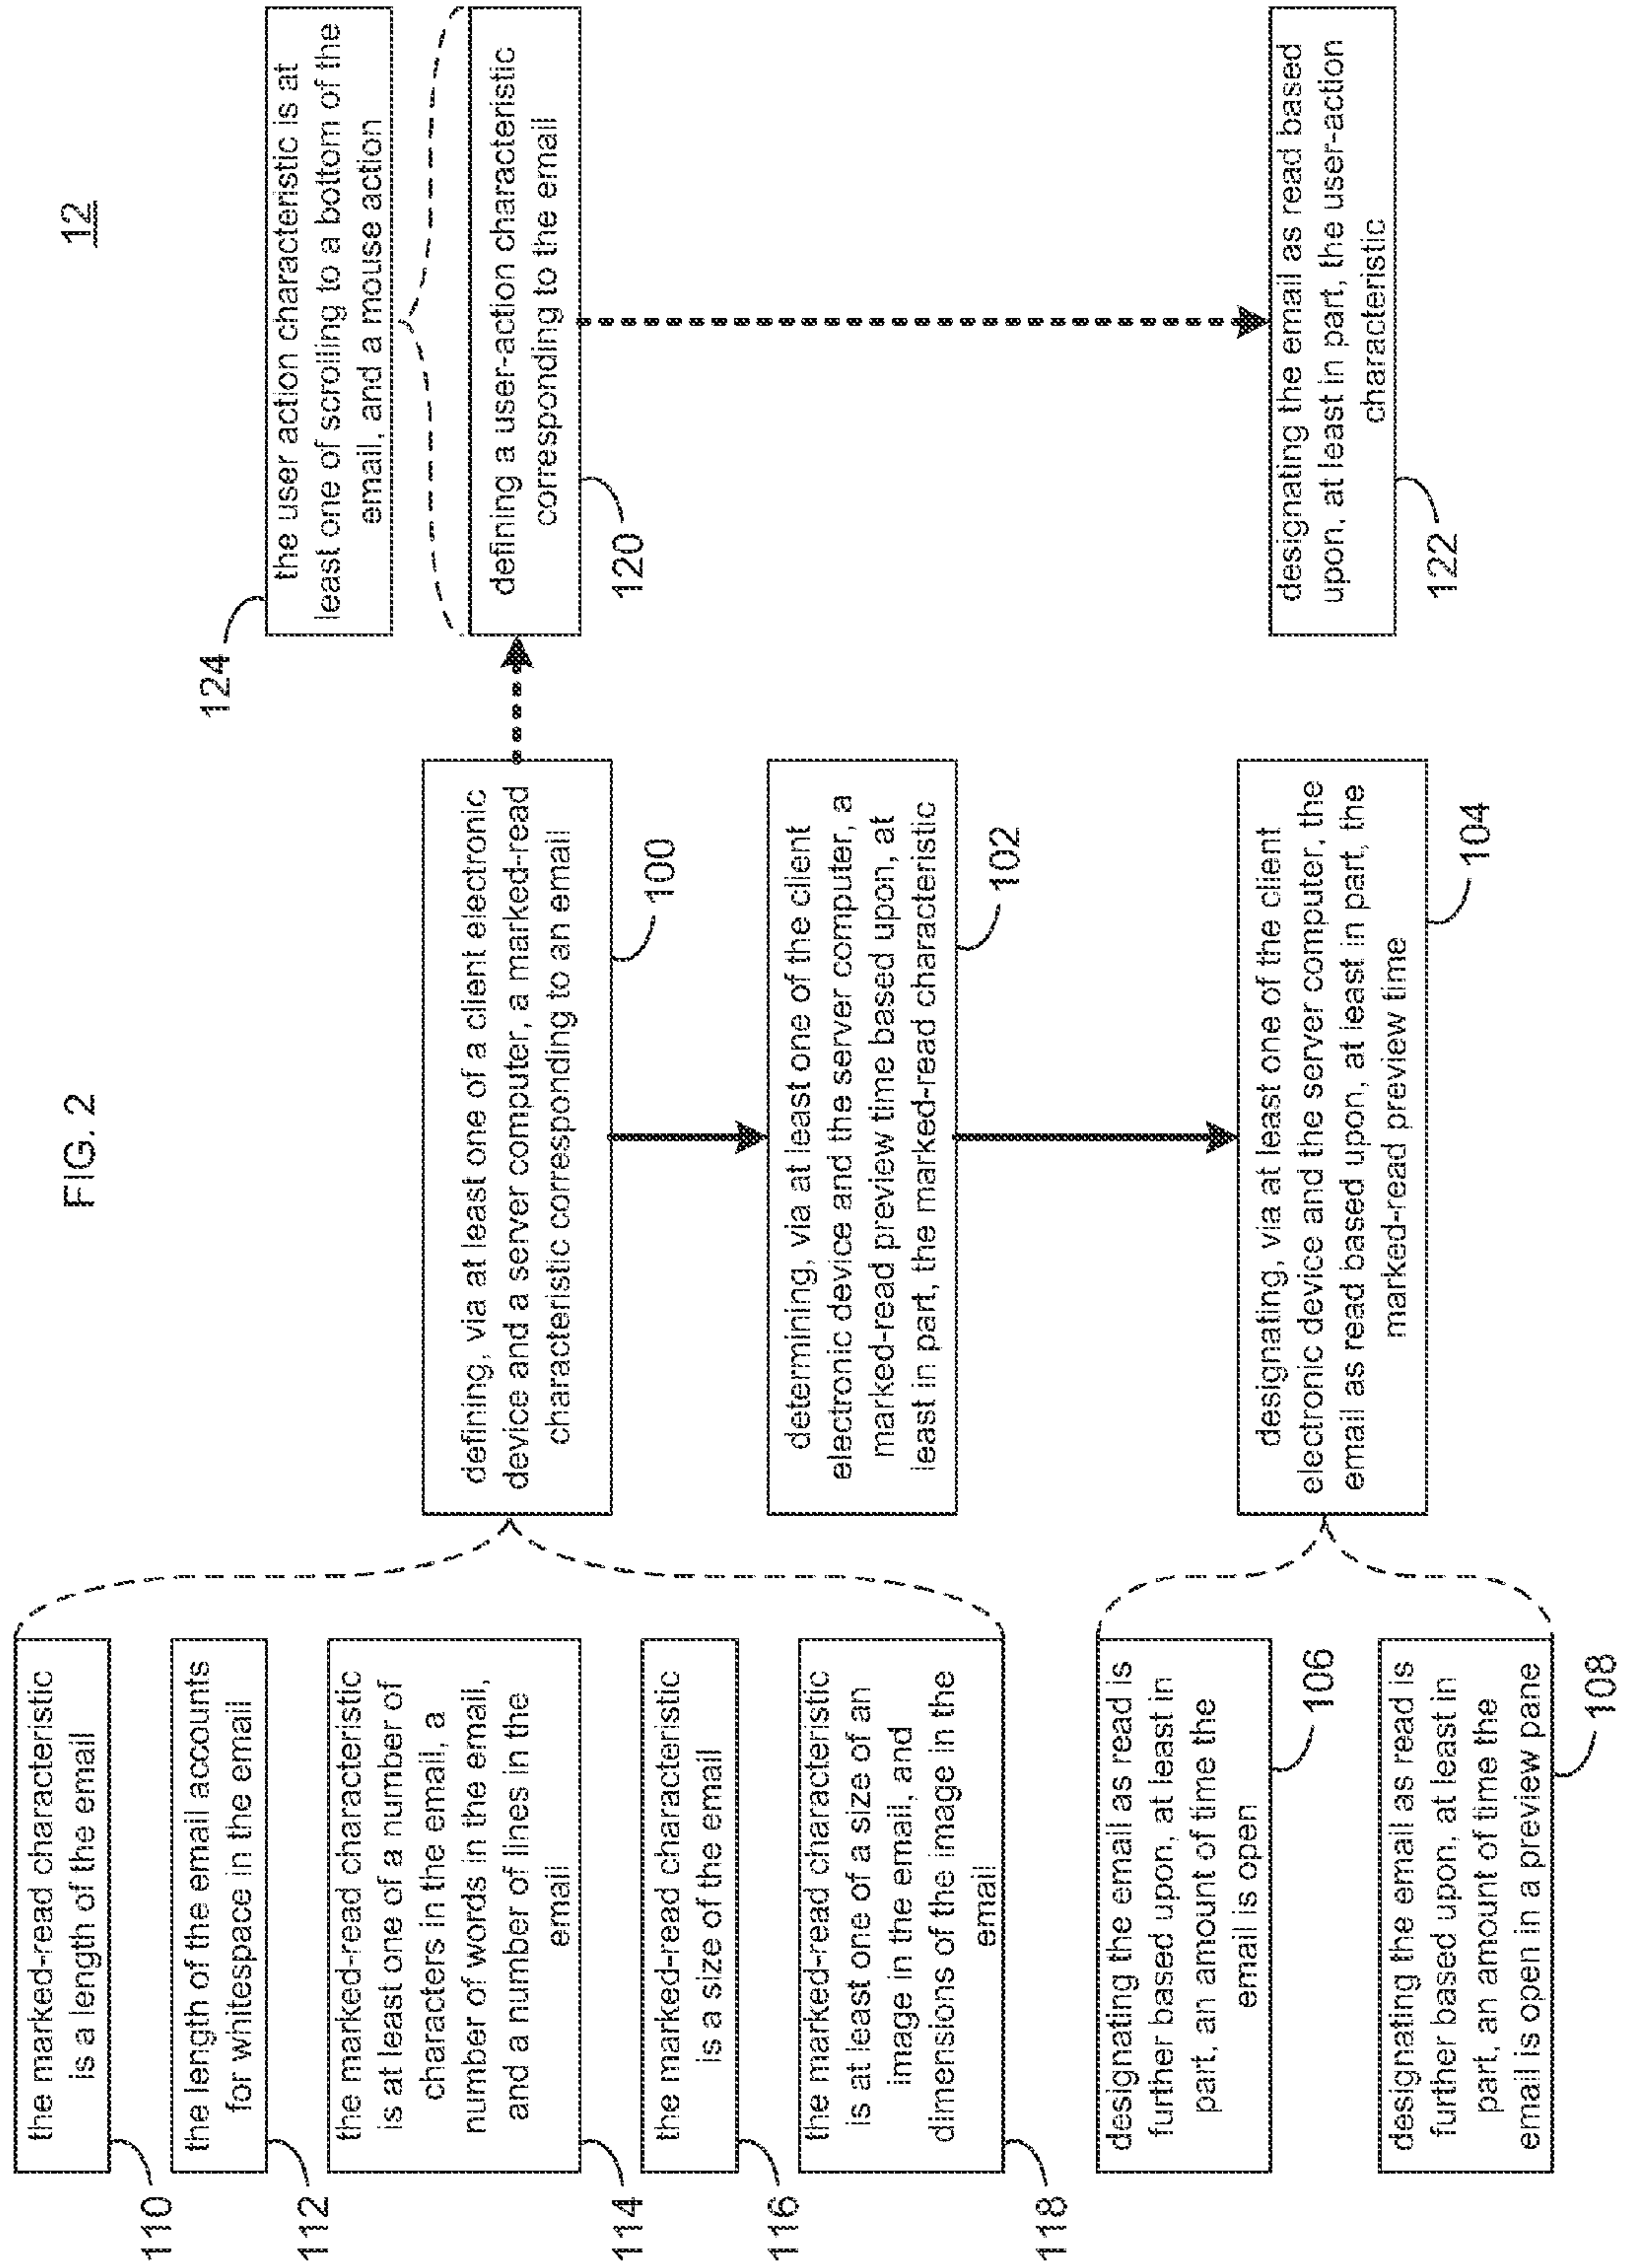 FIG. 2
12
the marked-read characteristic
is a length of the email
110
the length of the email accounts
for whitespace in the email
112
the marked-read characteristic
is at least one of a number of
characters in the email, a
number of words in the email,
and a number of lines in the
email
114
the marked-read characteristic
is a size of the email
116
the marked-read characteristic
is at least one of a size of an
image in the email, and
dimensions of the image in the
email
118
designating the email as read is
further based upon, at least in
part, an amount of time the
email is open
106
designating the email as read is
further based upon, at least in
part, an amount of time the
email is open in a preview pane
108
defining, via at least one of a client electronic
device and a server computer, a marked-read
characteristic corresponding to an email
100
determining, via at least one of the client
electronic device and the server computer, a
marked-read preview time based upon, at
least in part, the marked-read characteristic
102
designating, via at least one of the client
electronic device and the server computer, the
email as read based upon, at least in part, the
marked-read preview time
104
the user action characteristic is at
least one of scrolling to a bottom of the
email, and a mouse action
124
defining a user-action characteristic
corresponding to the email
120
designating the email as read based
upon, at least in part, the user-action
characteristic
122